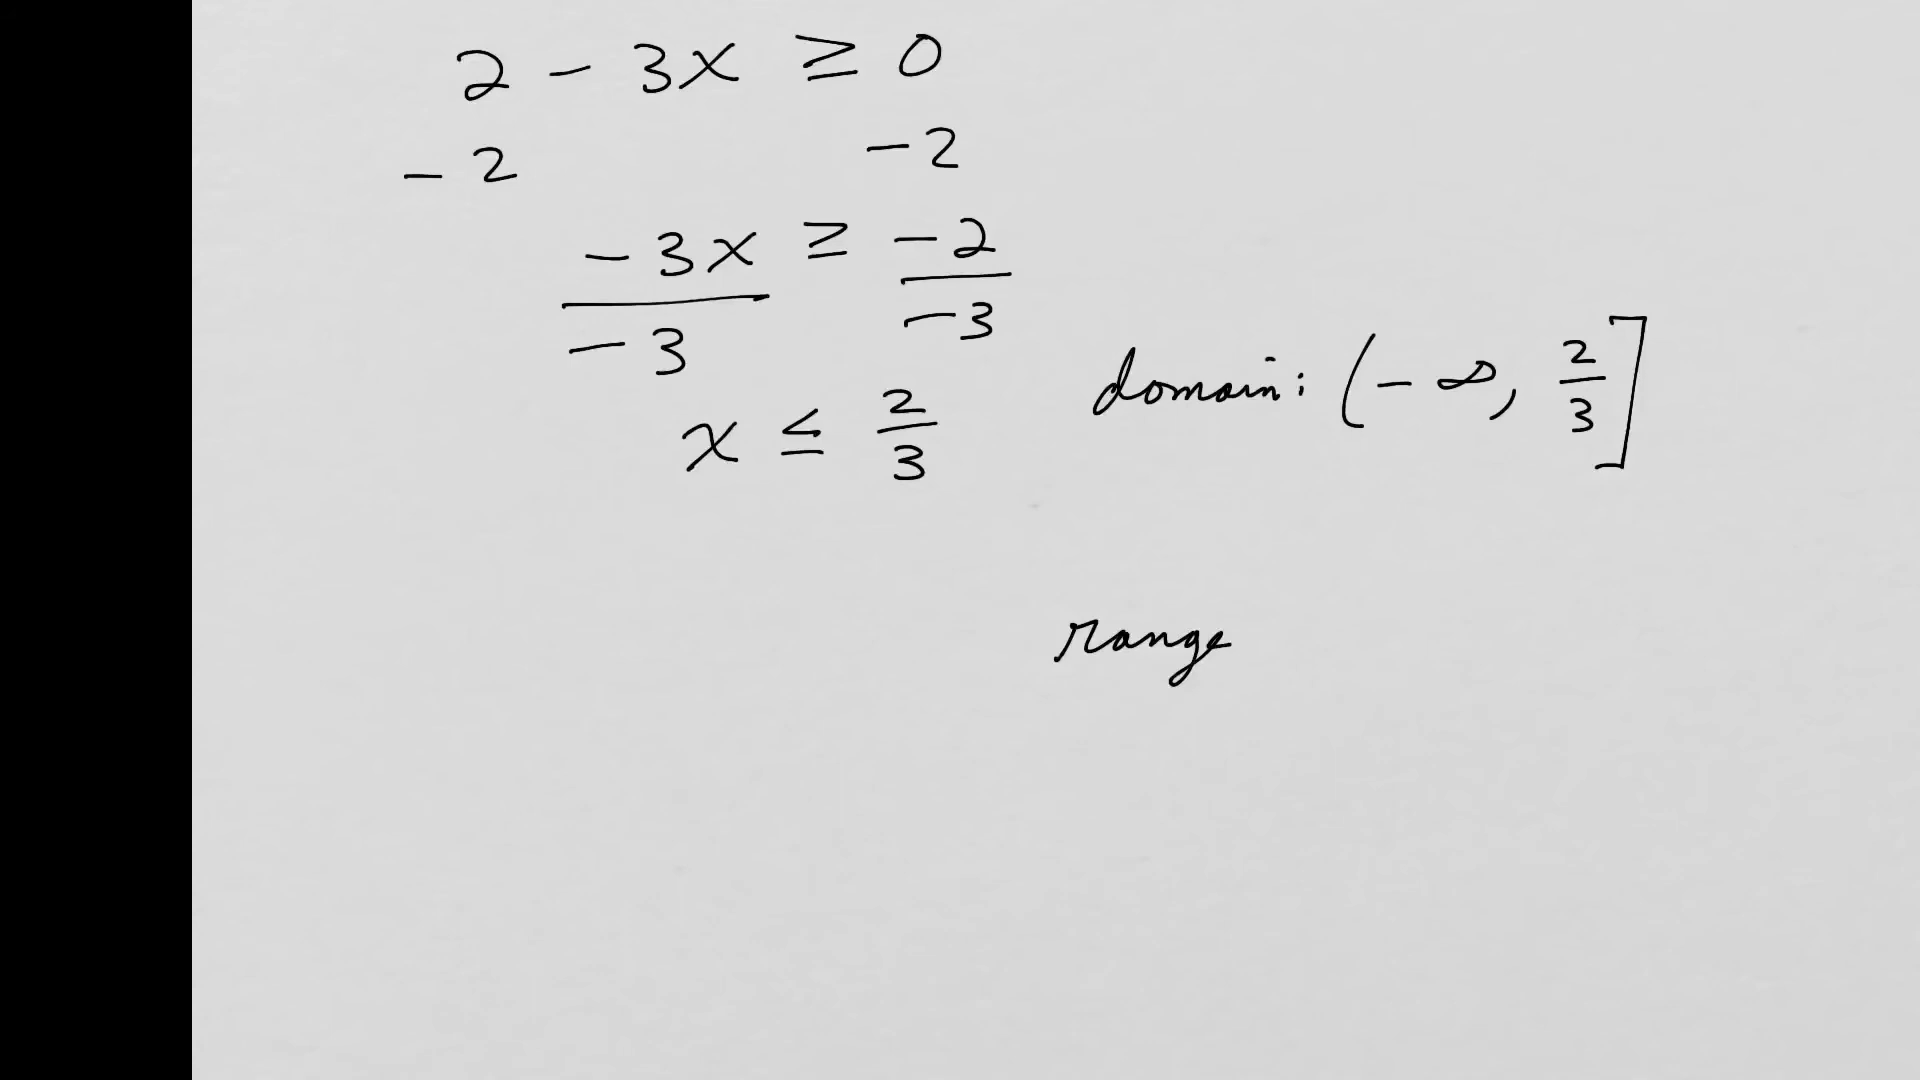 2 - 3x ≥ 0
- 2 - 2
- 3x ≥ - 2
- 3 - 3
x ≤ 2/3
domain: (- ∞, 2/3]
range